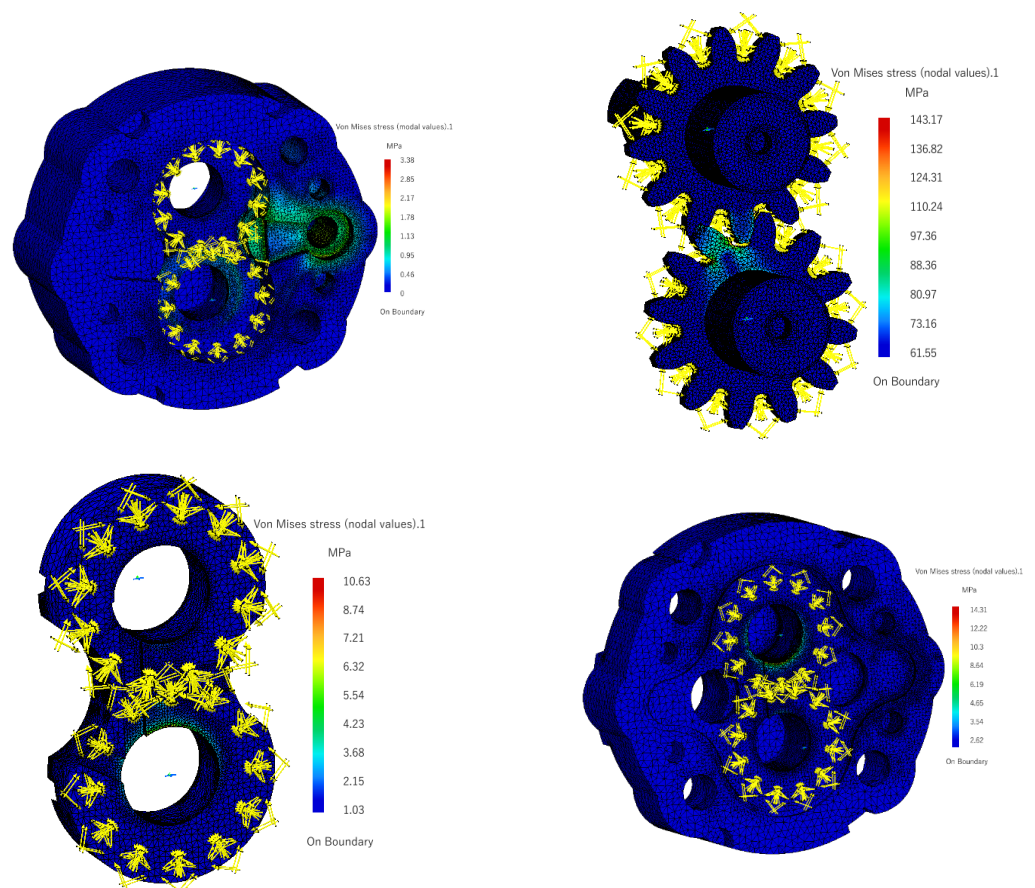 Von Mises stress (modal values).1
MPa
3.38
2.85
2.17
1.78
1.13
0.95
0.46
0
On Boundary
Von Mises stress (nodal values).1
MPa
143.17
136.82
124.31
110.24
97.36
88.36
80.97
73.16
61.55
On Boundary
Von Mises stress (nodal values).1
MPa
10.63
8.74
7.21
6.32
5.54
4.23
3.68
2.15
1.03
On Boundary
Von Mises stress (nodal values).1
MPa
14.31
12.22
10.3
8.64
6.19
4.65
3.54
2.62
On Boundary